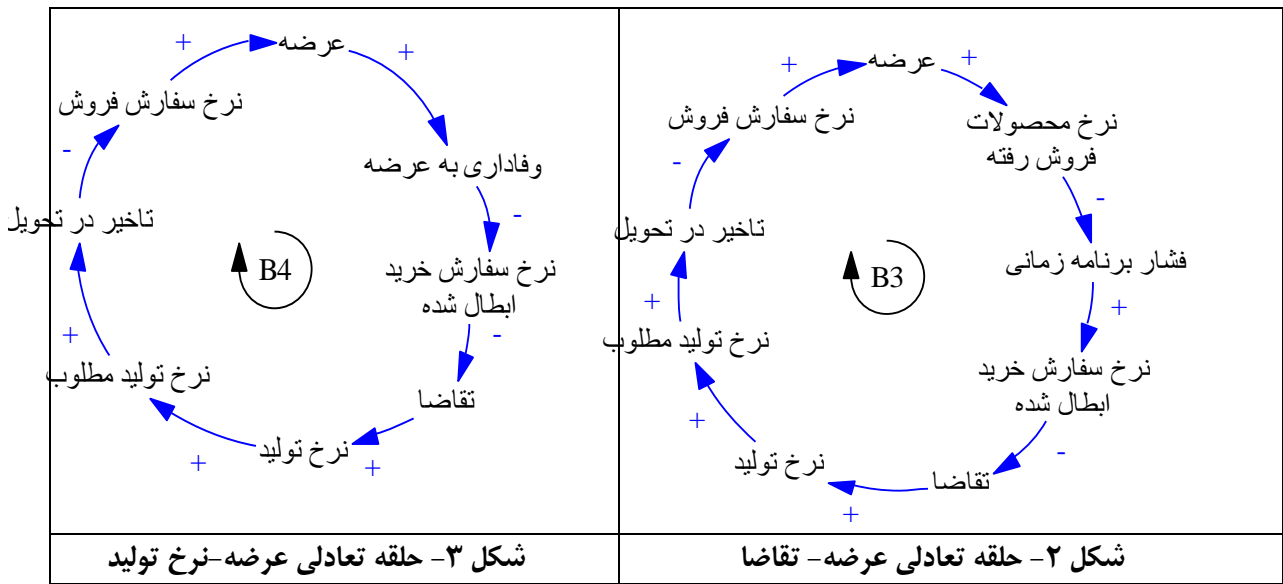 عرضه
+
نرخ محصولات
فروش رفته
-
فشار برنامه زمانی
+
نرخ سفارش خرید
ابطال شده
-
تقاضا
+
نرخ تولید
+
نرخ تولید مطلوب
+
تاخیر در تحویل
-
نرخ سفارش فروش
+
B3
شکل ۲- حلقه تعادلی عرضه- تقاضا
عرضه
+
وفاداری به عرضه
-
نرخ سفارش خرید
ابطال شده
-
تقاضا
+
نرخ تولید
+
نرخ تولید مطلوب
+
تاخیر در تحویل
-
نرخ سفارش فروش
+
B4
شکل ۳- حلقه تعادلی عرضه-نرخ تولید